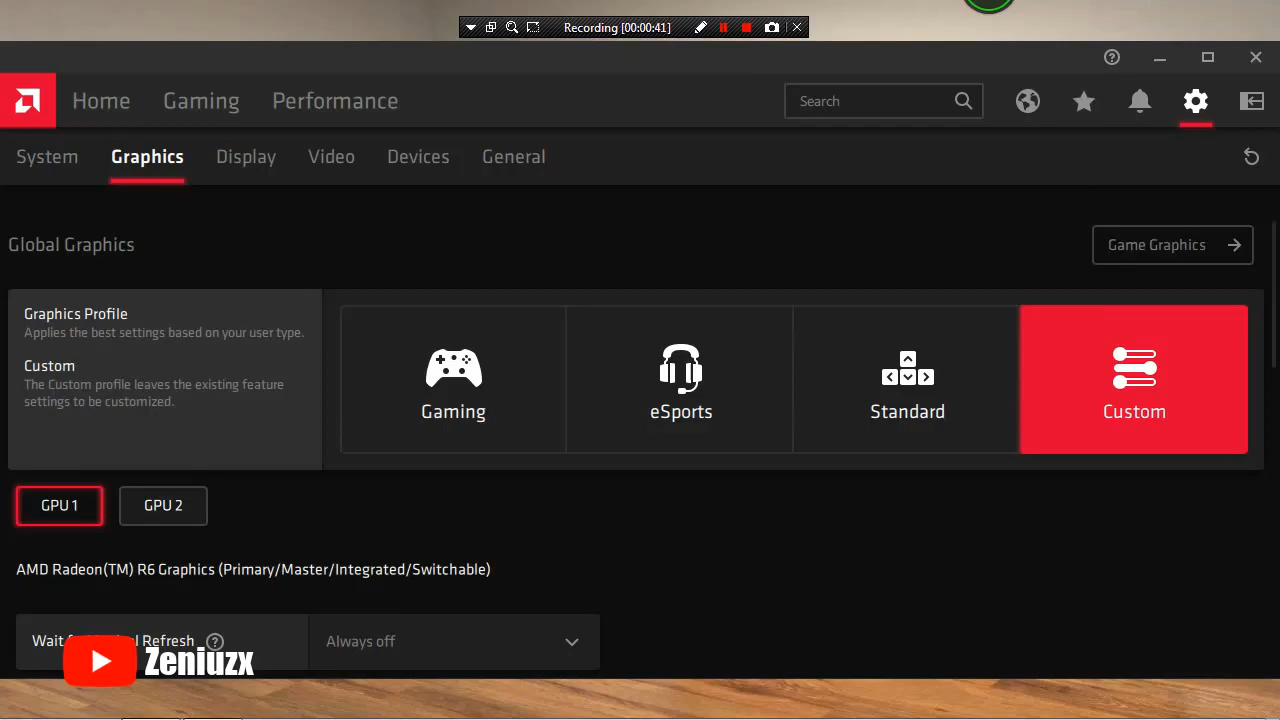 Recording [00:00:41]
Home Gaming Performance Search
System Graphics Display Video Devices General
Global Graphics
Game Graphics
Graphics Profile
Applies the best settings based on your user type.
Custom
The Custom profile leaves the existing feature
settings to be customized.
Gaming eSports Standard Custom
GPU 1 GPU 2
AMD Radeon(TM) R6 Graphics (Primary/Master/Integrated/Switchable)
Wait Refresh Always off
Zeniuzx